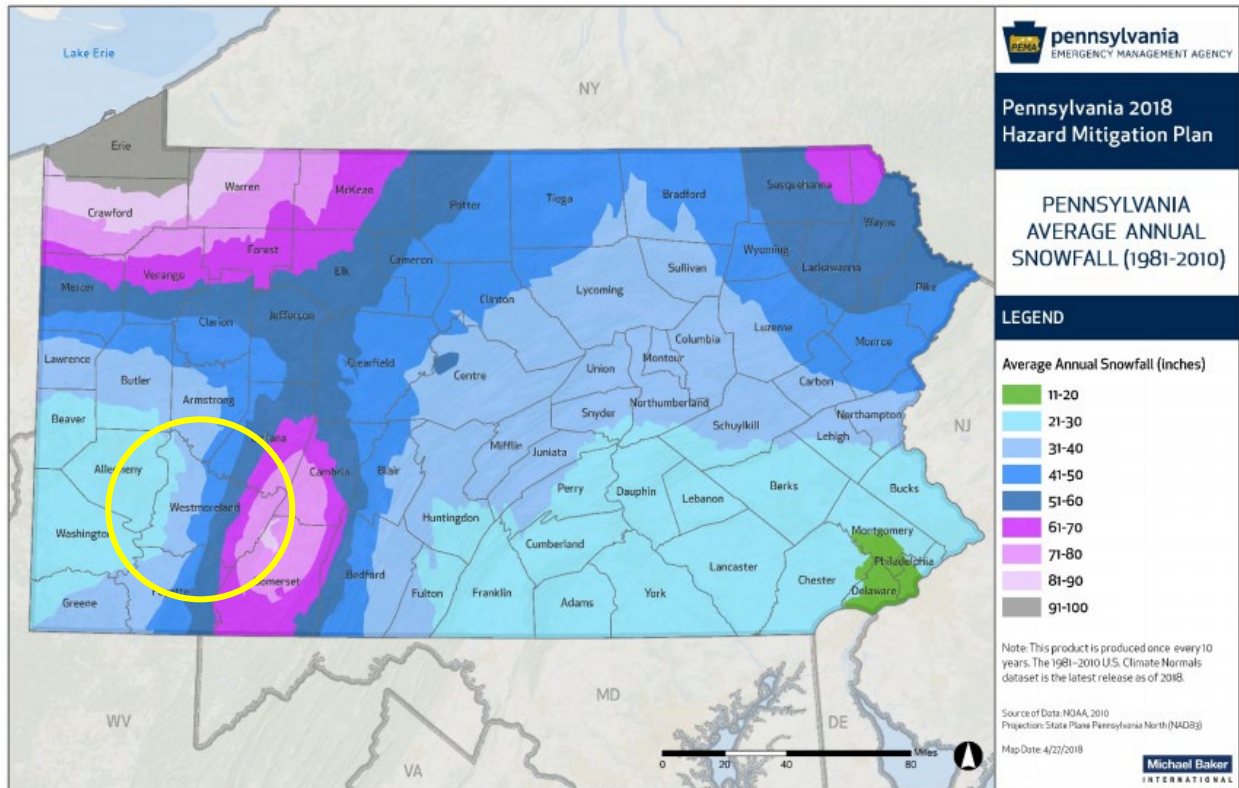 Lake Erie
NY
Erie
Warren
McKean
Susquehanna
Crawford
Potter
Tioga
Bradford
Wayne
Forest
Wyoming
Cameron
Elk
Sullivan
Lackawanna
Verango
Mercer
Pike
Lycoming
Clinton
Jefferson
Clarion
Luzerne
Columbia
Monroe
Lawrence
Clearfield
Montour
Union
Centre
Butler
Carbon
Armstrong
Northumberland
Snyder
Northampton
Beaver
Schuylkill
NJ
Lehigh
Mifflin
Juniata
Allegheny
Cambria
Blair
Perry
Dauphin
Lebanon
Berks
Bucks
Westmoreland
Huntingdon
Montgomery
Washington
Cumberland
Philadelphia
Lancaster
Somerset
Bedford
Chester
Delaware
Fulton
Franklin
Adams
York
Greene
WV
MD
DE
VA
0 20 40 80 Miles
PEMA
pennsylvania
EMERGENCY MANAGEMENT AGENCY
Pennsylvania 2018
Hazard Mitigation Plan
PENNSYLVANIA
AVERAGE ANNUAL
SNOWFALL (1981-2010)
LEGEND
Average Annual Snowfall (inches)
11-20
21-30
31-40
41-50
51-60
61-70
71-80
81-90
91-100
Note: This product is produced once every 10
years. The 1981-2010 U.S. Climate Normals
dataset is the latest release as of 2018.
Source of Data: NOAA, 2010
Projection: State Plane Pennsylvania North (NAD83)
Map Date: 4/27/2018
Michael Baker
INTERNATIONAL